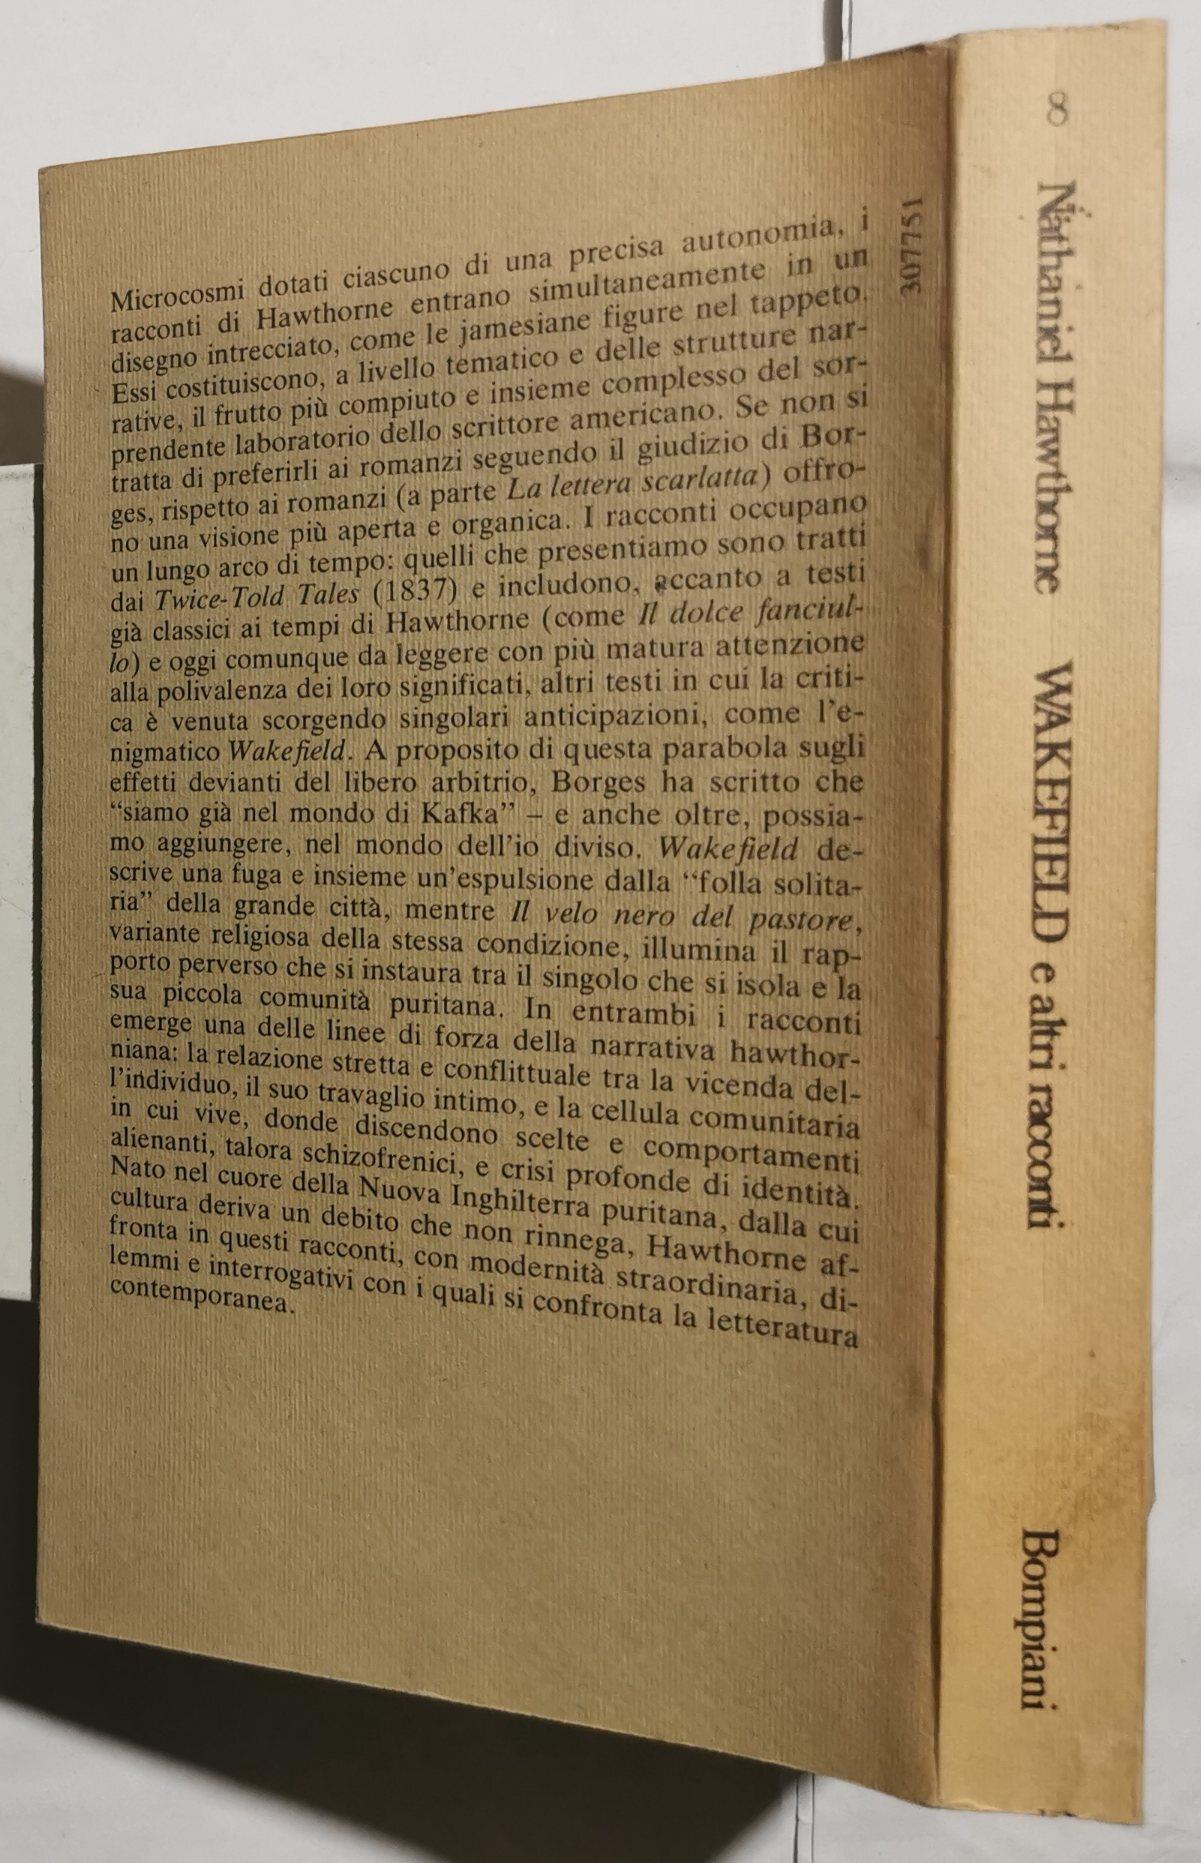 Microcosmi dotati ciascuno di una precisa autonomia, i
racconti di Hawthorne entrano simultaneamente in un
disegno intrecciato, come le jamesiane figure nel tappeto.
Essi costituiscono, a livello tematico e delle strutture nar-
rative, il frutto più compiuto e insieme complesso del sor-
prendente laboratorio dello scrittore americano. Se non si
tratta di preferirli ai romanzi seguendo il giudizio di Bor-
ges, rispetto ai romanzi (a parte La lettera scarlatta) offro-
no una visione più aperta e organica. I racconti occupano
un lungo arco di tempo: quelli che presentiamo sono tratti
dai Twice-Told Tales (1837) e includono, accanto a testi
già classici ai tempi di Hawthorne (come Il dolce fanciul-
lo) e oggi comunque da leggere con più matura attenzione
alla polivalenza dei loro significati, altri testi in cui la criti-
ca è venuta scorgendo singolari anticipazioni, come l'e-
nigmatico Wakefield. A proposito di questa parabola sugli
effetti devianti del libero arbitrio, Borges ha scritto che
“siamo già nel mondo di Kafka” – e anche oltre, possia-
mo aggiungere, nel mondo dell'io diviso. Wakefield de-
scrive una fuga e insieme un'espulsione dalla “folla solita-
ria” della grande città, mentre Il velo nero del pastore,
variante religiosa della stessa condizione, illumina il rap-
porto perverso che si instaura tra il singolo che si isola e la
sua piccola comunità puritana. In entrambi i racconti
emerge una delle linee di forza della narrativa hawthor-
niana: la relazione stretta e conflittuale tra la vicenda del-
l'individuo, il suo travaglio intimo, e la cellula comunitaria
in cui vive, donde discendono scelte e comportamenti
alienanti, talora schizofrenici, e crisi profonde di identità.
Nato nel cuore della Nuova Inghilterra puritana, dalla cui
cultura deriva un debito che non rinnega, Hawthorne af-
fronta in questi racconti, con modernità straordinaria, di-
lemmi e interrogativi con i quali si confronta la letteratura
contemporanea.
307751
8 Nathaniel Hawthorne WAKEFIELD e altri racconti Bompiani